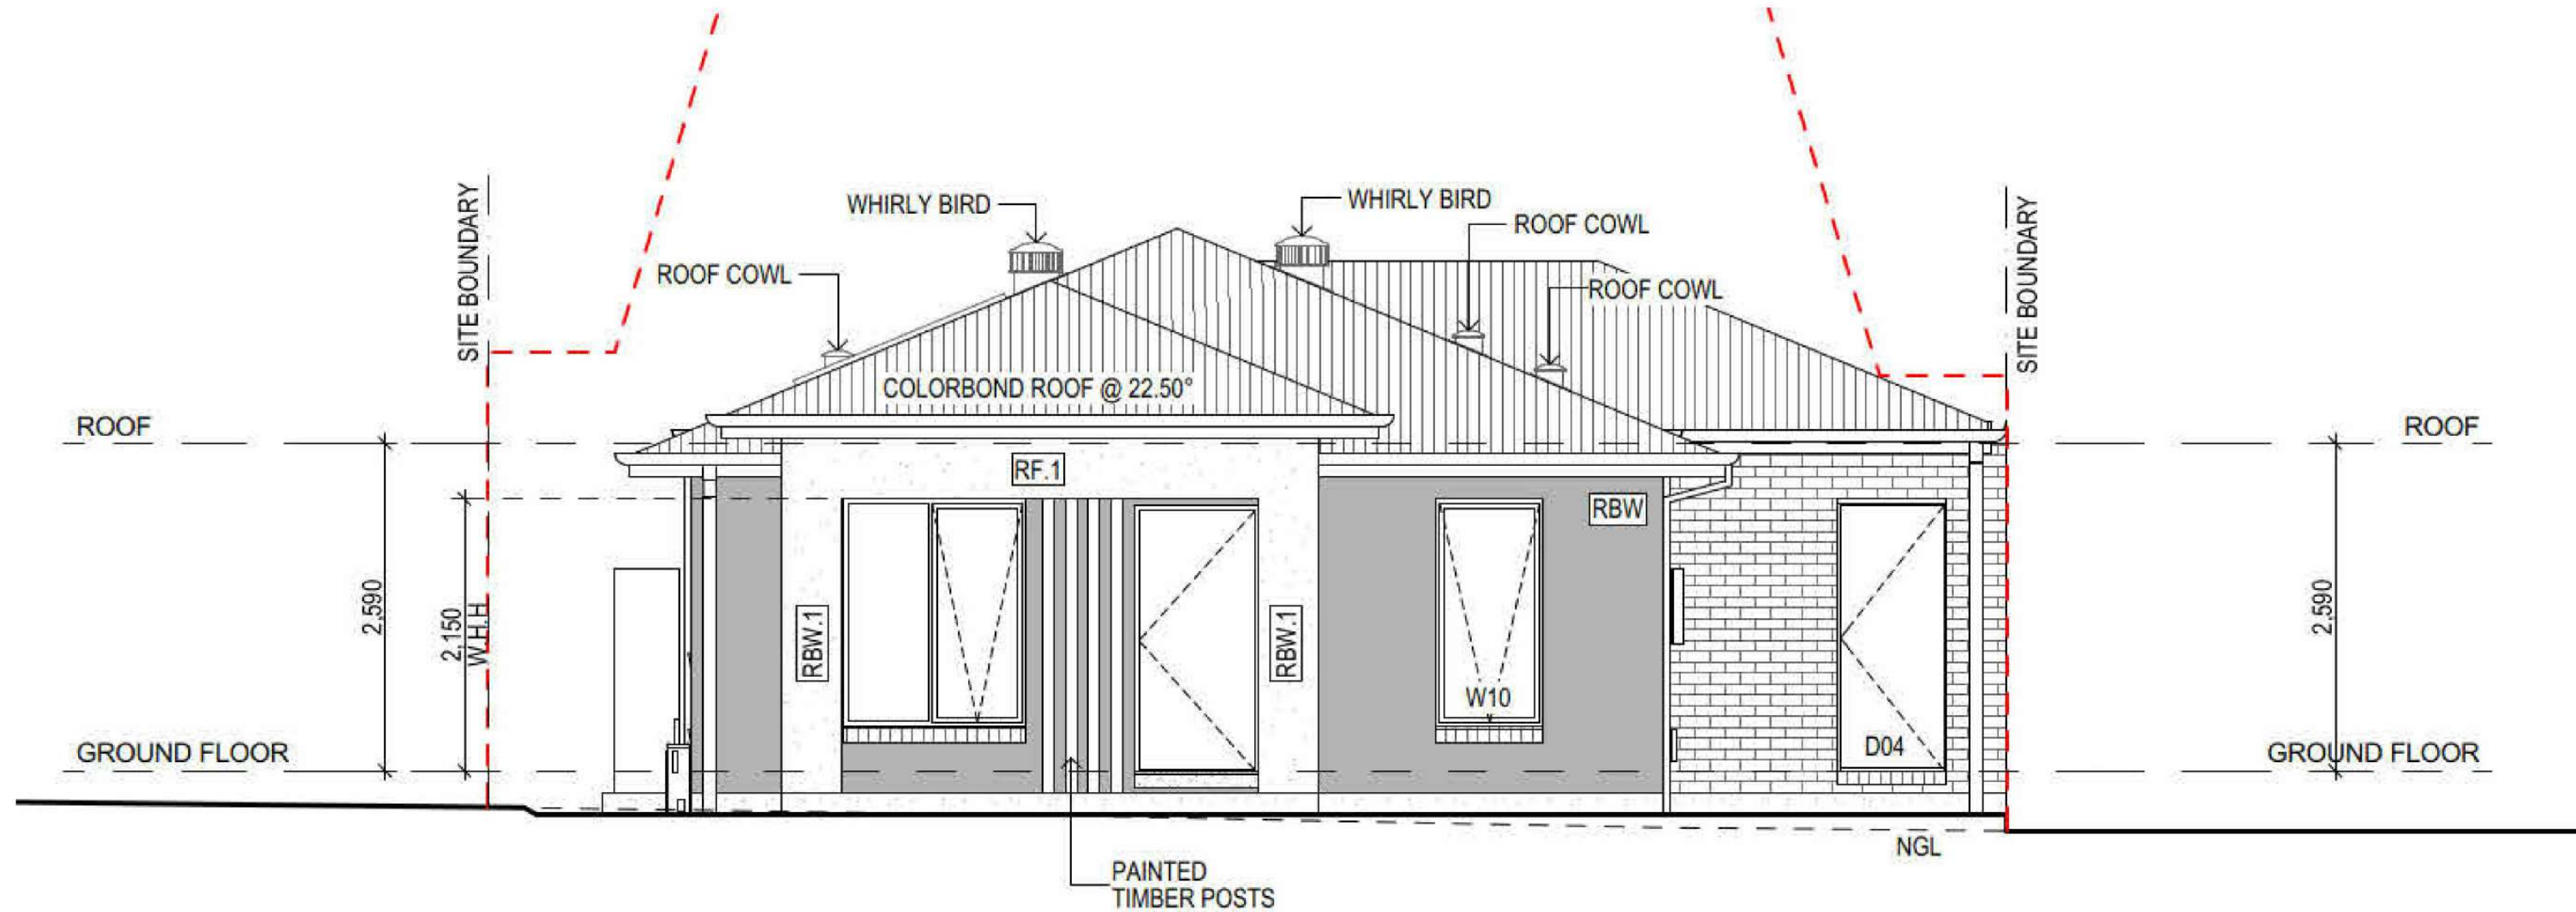 WHIRLY BIRD
WHIRLY BIRD
ROOF COWL
ROOF COWL
ROOF COWL
SITE BOUNDARY
SITE BOUNDARY
COLORBOND ROOF @ 22.50°
ROOF
ROOF
RF.1
RBW
2,590
2,150
W.H.H
RBW.1
RBW.1
2,590
W10
D04
GROUND FLOOR
GROUND FLOOR
NGL
PAINTED
TIMBER POSTS